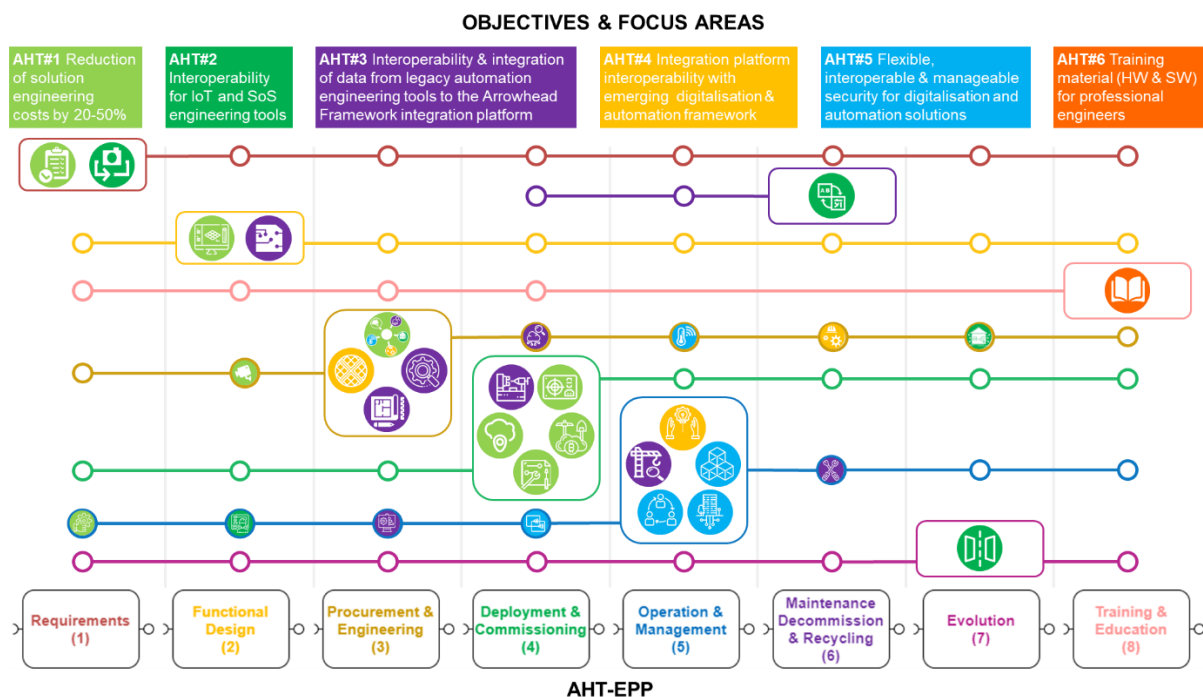 OBJECTIVES & FOCUS AREAS
AHT#1 Reduction
of solution
engineering
costs by 20-50%
AHT#2
Interoperability
for IoT and SoS
engineering tools
AHT#3 Interoperability & integration
of data from legacy automation
engineering tools to the Arrowhead
Framework integration platform
AHT#4 Integration platform
interoperability with
emerging digitalisation &
automation framework
AHT#5 Flexible,
interoperable & manageable
security for digitalisation and
automation solutions
AHT#6 Training
material (HW & SW)
for professional
engineers
Requirements
(1)
Functional
Design
(2)
Procurement &
Engineering
(3)
Deployment &
Commissioning
(4)
Operation &
Management
(5)
Maintenance
Decommission
& Recycling
(6)
Evolution
(7)
Training &
Education
(8)
AHT-EPP